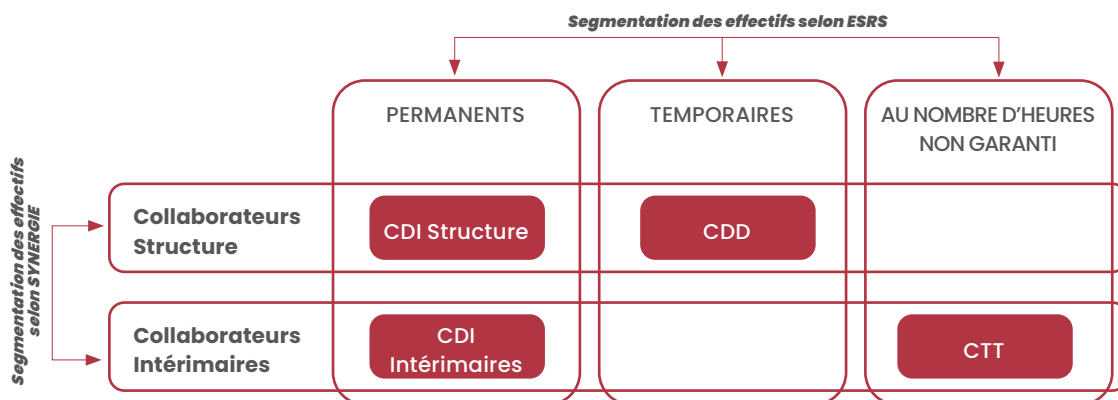 Segmentation des effectifs selon ESRS
PERMANENTS
TEMPORAIRES
AU NOMBRE D'HEURES
NON GARANTI
Segmentation des effectifs
selon SYNERGIE
Collaborateurs
Structure
CDI Structure
CDD
Collaborateurs
Intérimaires
CDI
Intérimaires
CTT